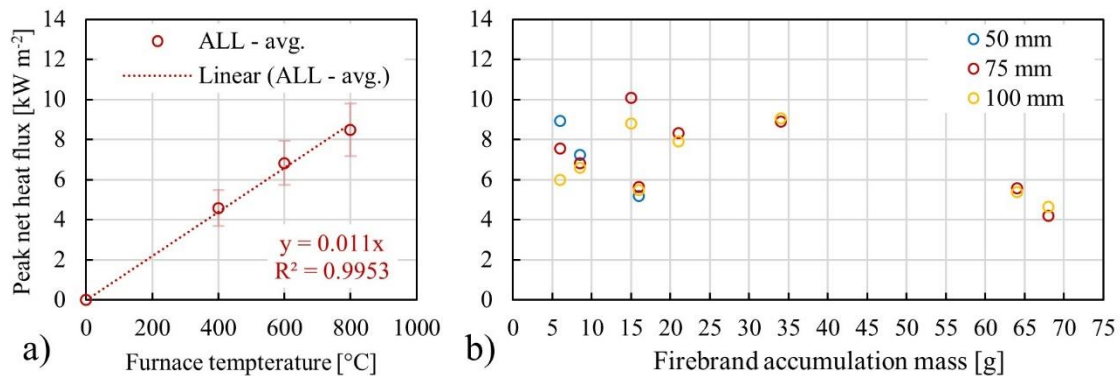 Peak net heat flux [kW m⁻²]
14
12
10
8
6
4
2
0
ALL - avg.
Linear (ALL - avg.)
y = 0.011x
R² = 0.9953
0 200 400 600 800 1000
Furnace tempterature [°C]
a)
14
12
10
8
6
4
2
0
50 mm
75 mm
100 mm
0 5 10 15 20 25 30 35 40 45 50 55 60 65 70 75
Firebrand accumulation mass [g]
b)